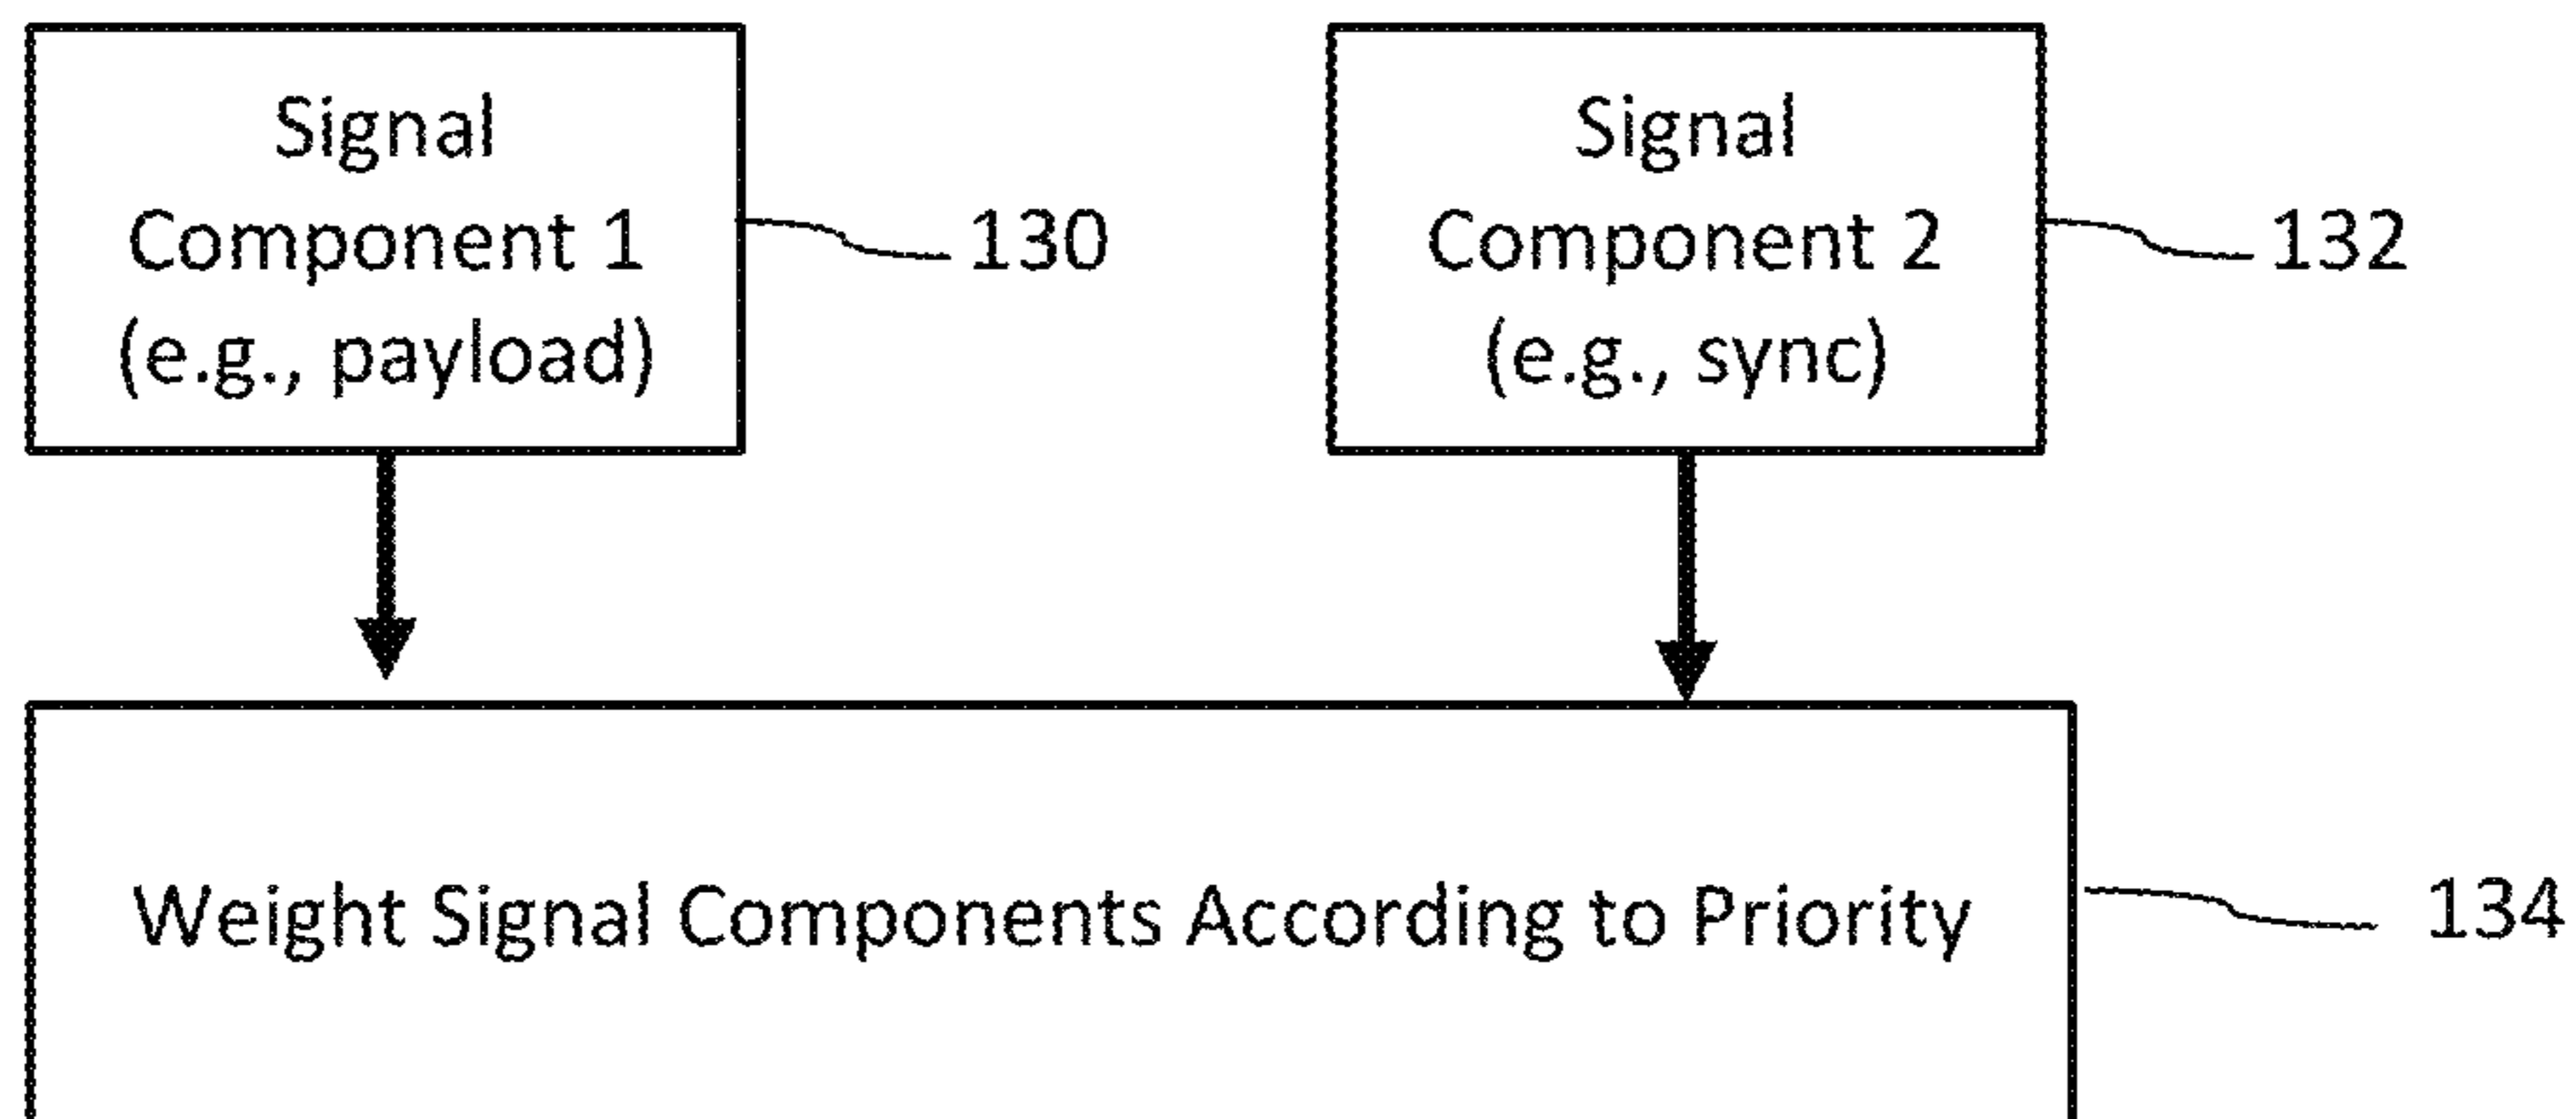 Signal
Component 1
(e.g., payload)
130
Signal
Component 2
(e.g., sync)
132
Weight Signal Components According to Priority
134